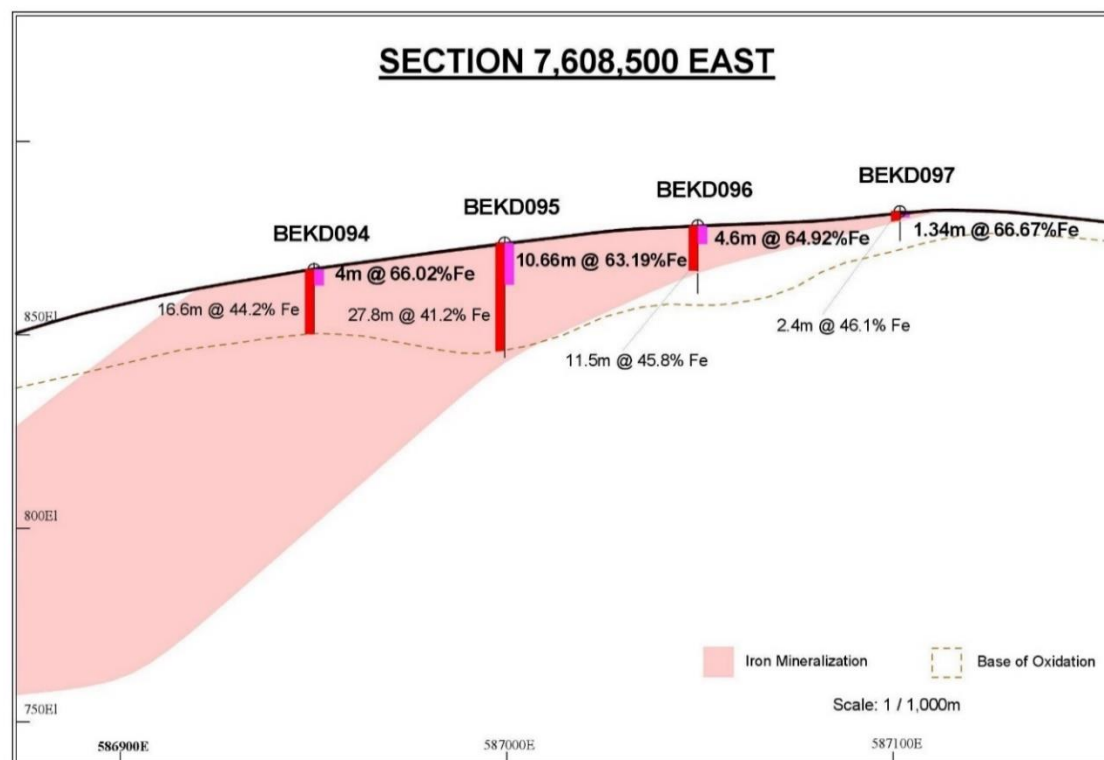 SECTION 7,608,500 EAST
BEKD094
BEKD095
BEKD096
BEKD097
4m @ 66.02%Fe
10.66m @ 63.19%Fe
4.6m @ 64.92%Fe
1.34m @ 66.67%Fe
16.6m @ 44.2% Fe
27.8m @ 41.2% Fe
11.5m @ 45.8% Fe
2.4m @ 46.1% Fe
850El
800El
750El
Iron Mineralization
Base of Oxidation
Scale: 1 / 1,000m
586900E
587000E
587100E